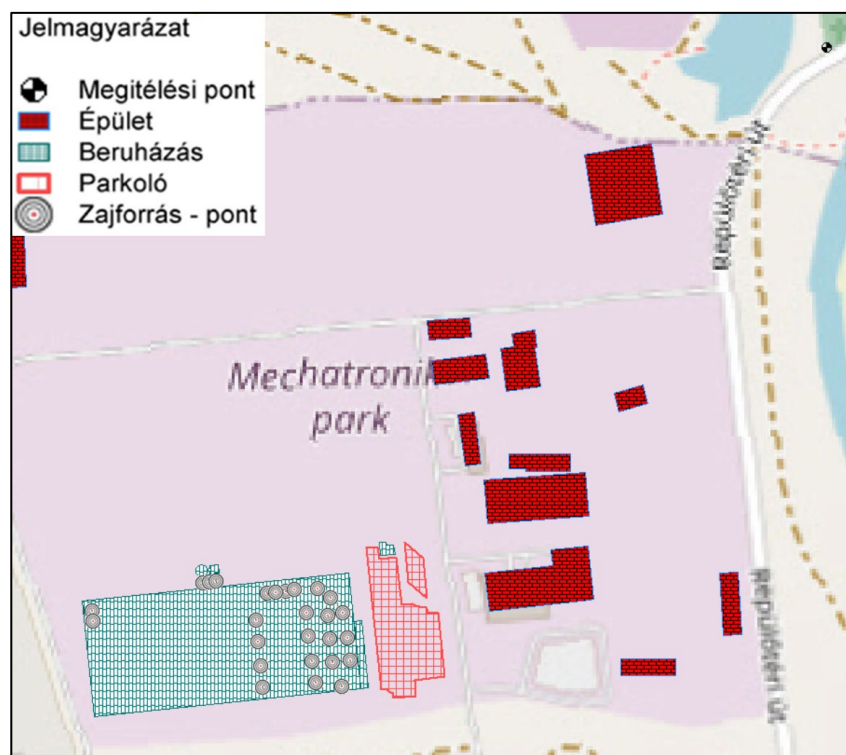 Jelmagyarázat
Megitélési pont
Épület
Beruházás
Parkoló
Zajforrás - pont
Repülőtéri út
Mechatronik
park
Repülőtéri út